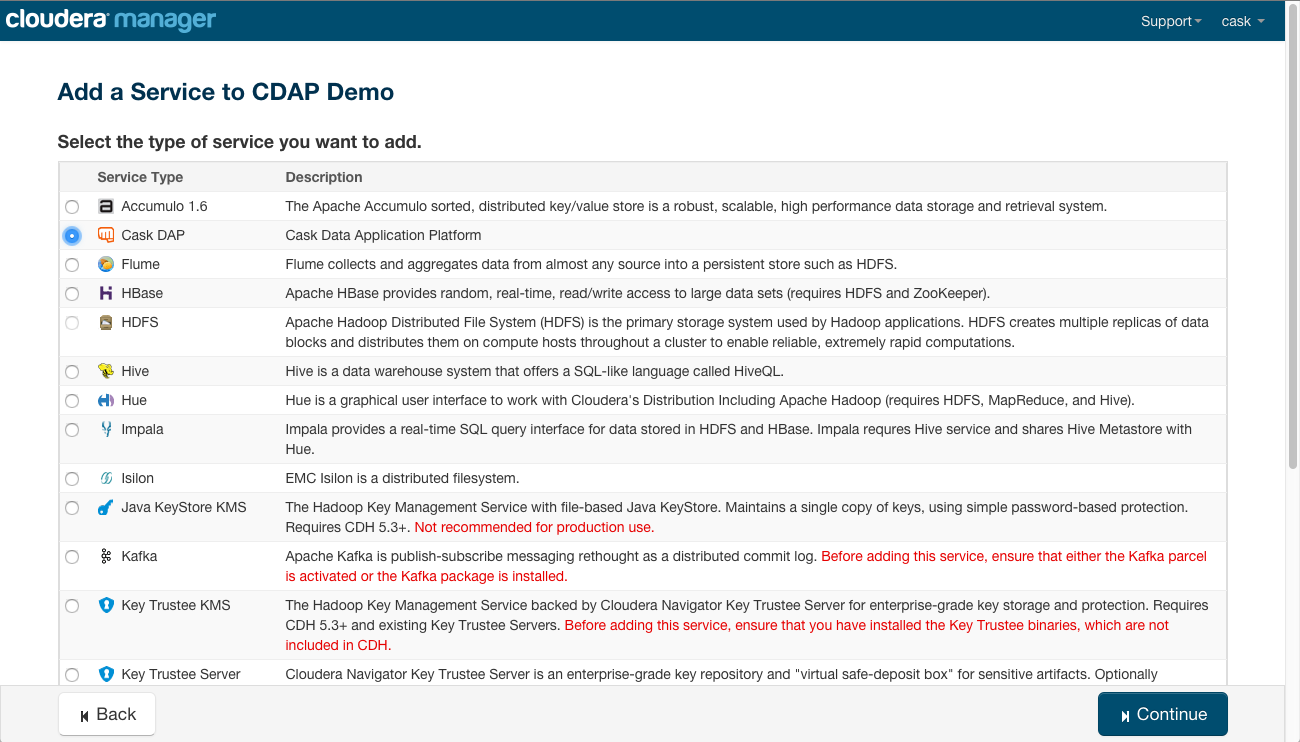 cloudera manager
Support cask
Add a Service to CDAP Demo
Select the type of service you want to add.
Service Type Description
Accumulo 1.6 The Apache Accumulo sorted, distributed key/value store is a robust, scalable, high performance data storage and retrieval system.
Cask DAP Cask Data Application Platform
Flume Flume collects and aggregates data from almost any source into a persistent store such as HDFS.
HBase Apache HBase provides random, real-time, read/write access to large data sets (requires HDFS and ZooKeeper).
HDFS Apache Hadoop Distributed File System (HDFS) is the primary storage system used by Hadoop applications. HDFS creates multiple replicas of data
blocks and distributes them on compute hosts throughout a cluster to enable reliable, extremely rapid computations.
Hive Hive is a data warehouse system that offers a SQL-like language called HiveQL.
Hue Hue is a graphical user interface to work with Cloudera's Distribution Including Apache Hadoop (requires HDFS, MapReduce, and Hive).
Impala Impala provides a real-time SQL query interface for data stored in HDFS and HBase. Impala requres Hive service and shares Hive Metastore with
Hue.
Isilon EMC Isilon is a distributed filesystem.
Java KeyStore KMS The Hadoop Key Management Service with file-based Java KeyStore. Maintains a single copy of keys, using simple password-based protection.
Requires CDH 5.3+. Not recommended for production use.
Kafka Apache Kafka is publish-subscribe messaging rethought as a distributed commit log. Before adding this service, ensure that either the Kafka parcel
is activated or the Kafka package is installed.
Key Trustee KMS The Hadoop Key Management Service backed by Cloudera Navigator Key Trustee Server for enterprise-grade key storage and protection. Requires
CDH 5.3+ and existing Key Trustee Servers. Before adding this service, ensure that you have installed the Key Trustee binaries, which are not
included in CDH.
Key Trustee Server Cloudera Navigator Key Trustee Server is an enterprise-grade key repository and "virtual safe-deposit box" for sensitive artifacts. Optionally
Back Continue